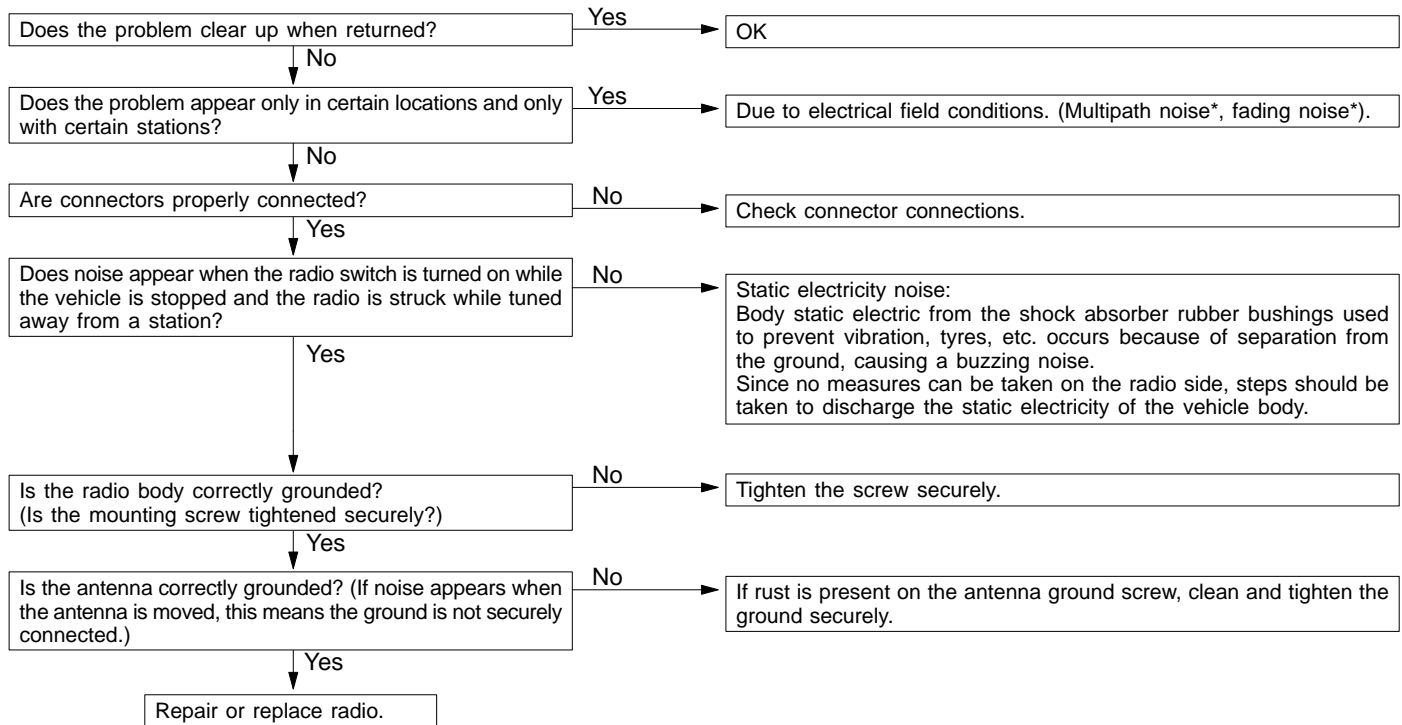 Does the problem clear up when returned?
Yes
OK
No
Does the problem appear only in certain locations and only
with certain stations?
Yes
Due to electrical field conditions. (Multipath noise*, fading noise*).
No
Are connectors properly connected?
No
Check connector connections.
Yes
Does noise appear when the radio switch is turned on while
the vehicle is stopped and the radio is struck while tuned
away from a station?
No
Static electricity noise:
Body static electric from the shock absorber rubber bushings used
to prevent vibration, tyres, etc. occurs because of separation from
the ground, causing a buzzing noise.
Since no measures can be taken on the radio side, steps should be
taken to discharge the static electricity of the vehicle body.
Yes
Is the radio body correctly grounded?
(Is the mounting screw tightened securely?)
No
Tighten the screw securely.
Yes
Is the antenna correctly grounded? (If noise appears when
the antenna is moved, this means the ground is not securely
connected.)
No
If rust is present on the antenna ground screw, clean and tighten the
ground securely.
Yes
Repair or replace radio.